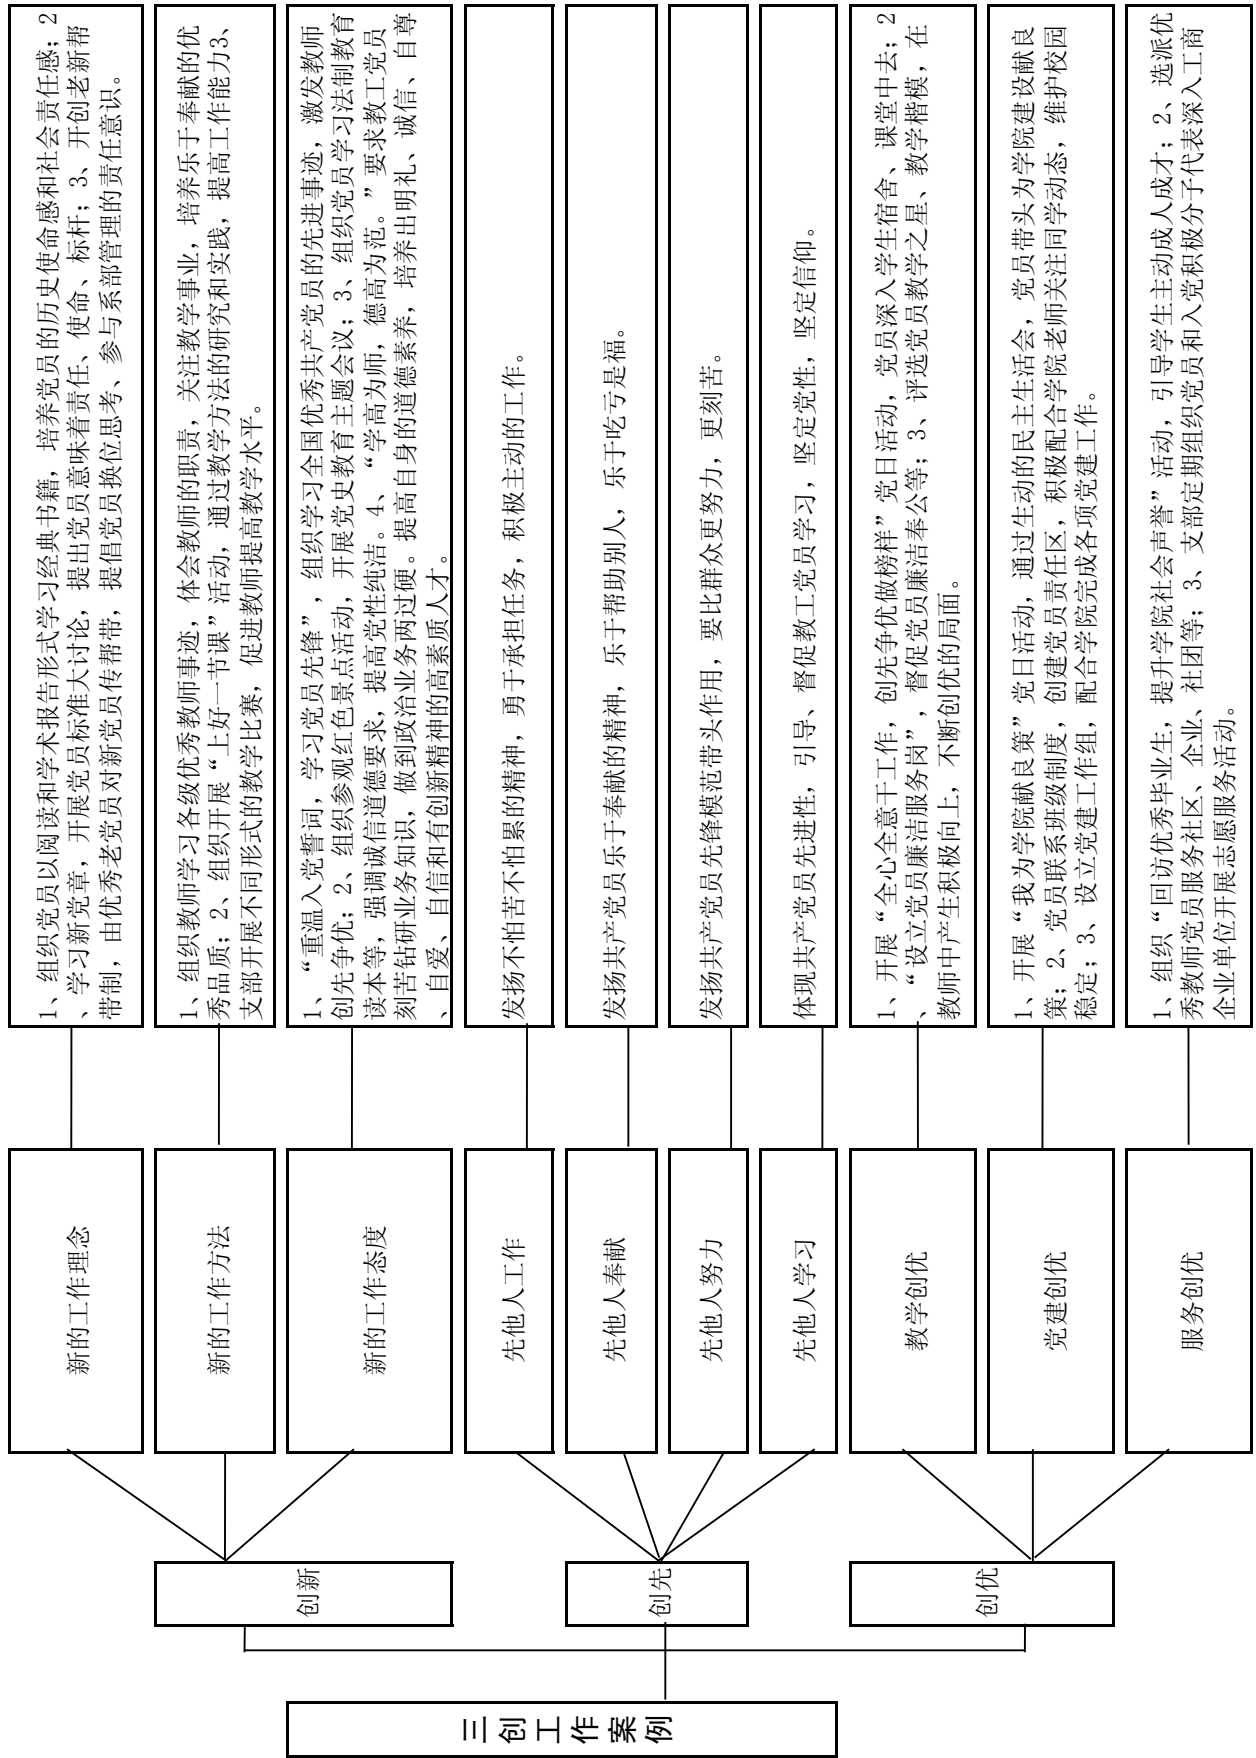 三创工作案例
创新
新的工作理念
1、组织党员以阅读和学术报告形式学习经典书籍，培养党员的历史使命感和社会责任感；2
、学习新党章，开展党员标准大讨论，提出党员意味着责任、使命、标杆；3、开创老新帮
带制，由优秀老党员对新党员传帮带，提倡党员换位思考、参与系部管理的责任意识。
新的工作方法
1、组织教师学习各级优秀教师事迹，体会教师的职责，关注教学事业，培养乐于奉献的优
秀品质；2、组织开展“上好一节课”活动，通过教学方法的研究和实践，提高工作能力3、
支部开展不同形式的教学比赛，促进教师提高教学水平。
新的工作态度
1、“重温入党誓词，学习党员先锋”，组织学习全国优秀共产党员的先进事迹，激发教师
创先争优；2、组织参观红色景点活动，开展党史教育主题会议；3、组织党员学习法制教育
读本等，强调诚信道德要求，提高党性纯洁。4、“学高为师，德高为范。”要求教工党员
刻苦钻研业务知识，做到政治业务两过硬。提高自身的道德素养，培养出明礼、诚信、自尊
、自爱、自信和有创新精神的高素质人才。
创先
先他人工作
发扬不怕苦不怕累的精神，勇于承担任务，积极主动的工作。
先他人奉献
发扬共产党员乐于奉献的精神，乐于帮助别人，乐于吃亏是福。
先他人努力
发扬共产党员先锋模范带头作用，要比群众更努力，更刻苦。
先他人学习
体现共产党员先进性，引导、督促教工党员学习，坚定党性，坚定信仰。
创优
教学创优
1、开展“全心全意干工作，创先争优做榜样”党日活动，党员深入学生宿舍、课堂中去；2
、“设立党员廉洁服务岗”，督促党员廉洁奉公等；3、评选党员教学之星、教学楷模，在
教师中产生积极向上，不断创优的局面。
党建创优
1、开展“我为学院献良策”党日活动，通过生动的民主生活会，党员带头为学院建设献良
策；2、党员联系班级制度，创建党员责任区，积极配合学院老师关注同学动态，维护校园
稳定；3、设立党建工作组，配合学院完成各项党建工作。
服务创优
1、组织“回访优秀毕业生，提升学院社会声誉”活动，引导学生主动成人成才；2、选派优
秀教师党员服务社区、企业、社团等；3、支部定期组织党员和入党积极分子代表深入工商
企业单位开展志愿服务活动。